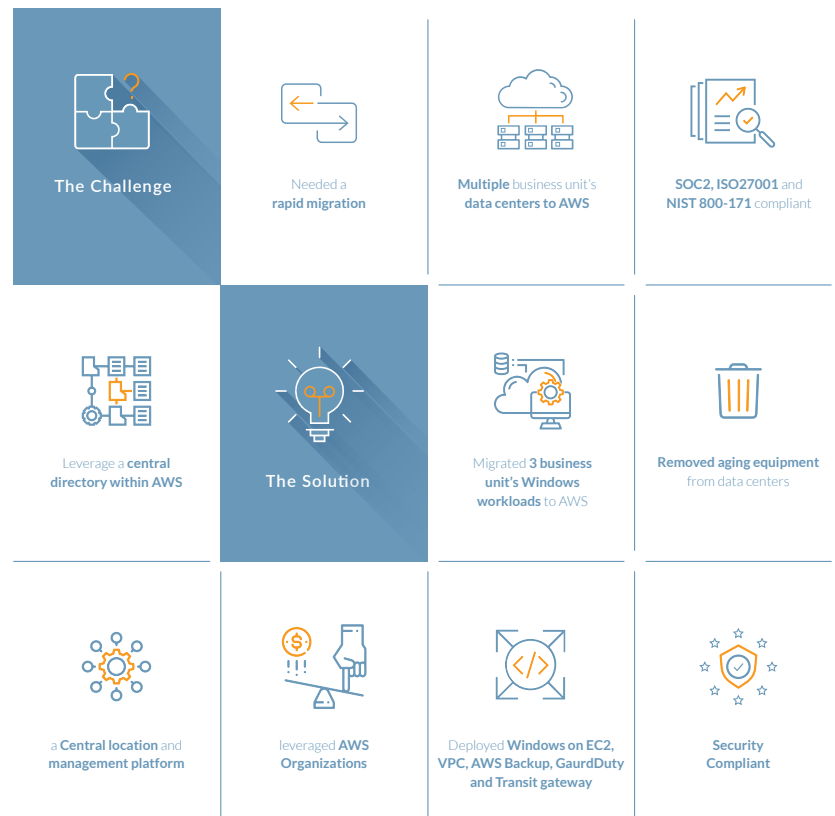 The Challenge
Needed a
rapid migration
Multiple business unit's
data centers to AWS
SOC2, ISO27001 and
NIST 800-171 compliant
Leverage a central
directory within AWS
The Solution
Migrated 3 business
unit's Windows
workloads to AWS
Removed aging equipment
from data centers
a Central location and
management platform
leveraged AWS
Organizations
Deployed Windows on EC2,
VPC, AWS Backup, GaurdDuty
and Transit gateway
Security
Compliant